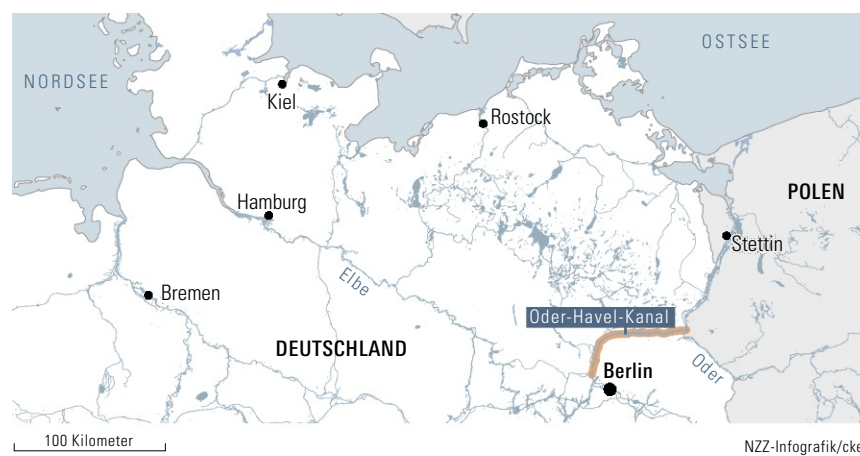 OSTSEE
NORDSEE
Kiel
Rostock
POLEN
Hamburg
Stettin
Elbe
Bremen
Oder-Havel-Kanal
DEUTSCHLAND
Oder
Berlin
100 Kilometer
NZZ-Infografik/cke